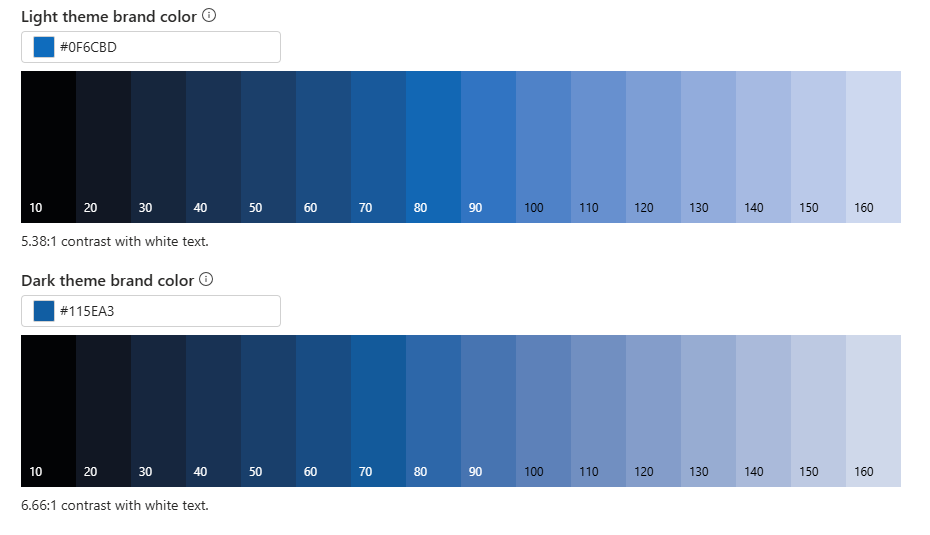 Light theme brand color
#0F6CBD
10 20 30 40 50 60 70 80 90 100 110 120 130 140 150 160
5.38:1 contrast with white text.
Dark theme brand color
#115EA3
10 20 30 40 50 60 70 80 90 100 110 120 130 140 150 160
6.66:1 contrast with white text.